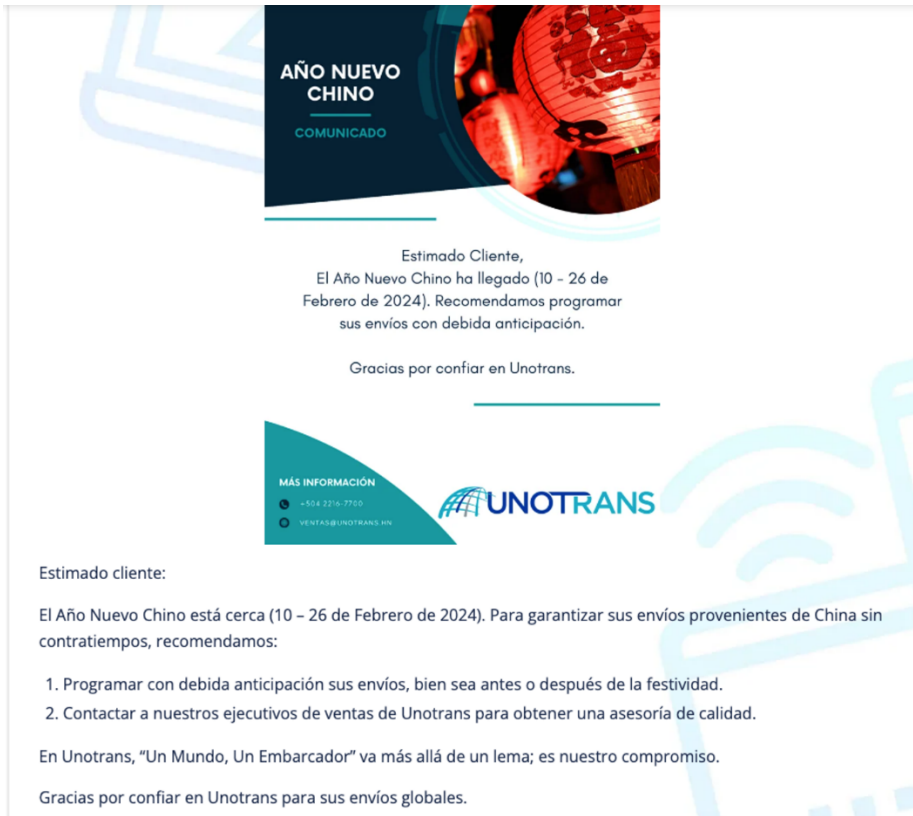 AÑO NUEVO
CHINO
COMUNICADO
Estimado Cliente,
El Año Nuevo Chino ha llegado (10 - 26 de
Febrero de 2024). Recomendamos programar
sus envíos con debida anticipación.
Gracias por confiar en Unotrans.
MÁS INFORMACIÓN
+504 2216-7700
VENTAS@UNOTRANS.HN
UNOTRANS
Estimado cliente:
El Año Nuevo Chino está cerca (10 – 26 de Febrero de 2024). Para garantizar sus envíos provenientes de China sin
contratiempos, recomendamos:
1. Programar con debida anticipación sus envíos, bien sea antes o después de la festividad.
2. Contactar a nuestros ejecutivos de ventas de Unotrans para obtener una asesoría de calidad.
En Unotrans, “Un Mundo, Un Embarcador” va más allá de un lema; es nuestro compromiso.
Gracias por confiar en Unotrans para sus envíos globales.